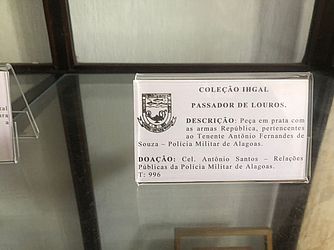 COLEÇÃO IHGAL
PASSADOR DE LOUROS.
DESCRIÇÃO: Peça em prata com
as armas República, pertencentes
ao Tenente Antônio Fernandes de
Souza – Polícia Militar de Alagoas.
DOAÇÃO: Cel. Antônio Santos – Relações
Públicas da Polícia Militar de Alagoas.
T: 996